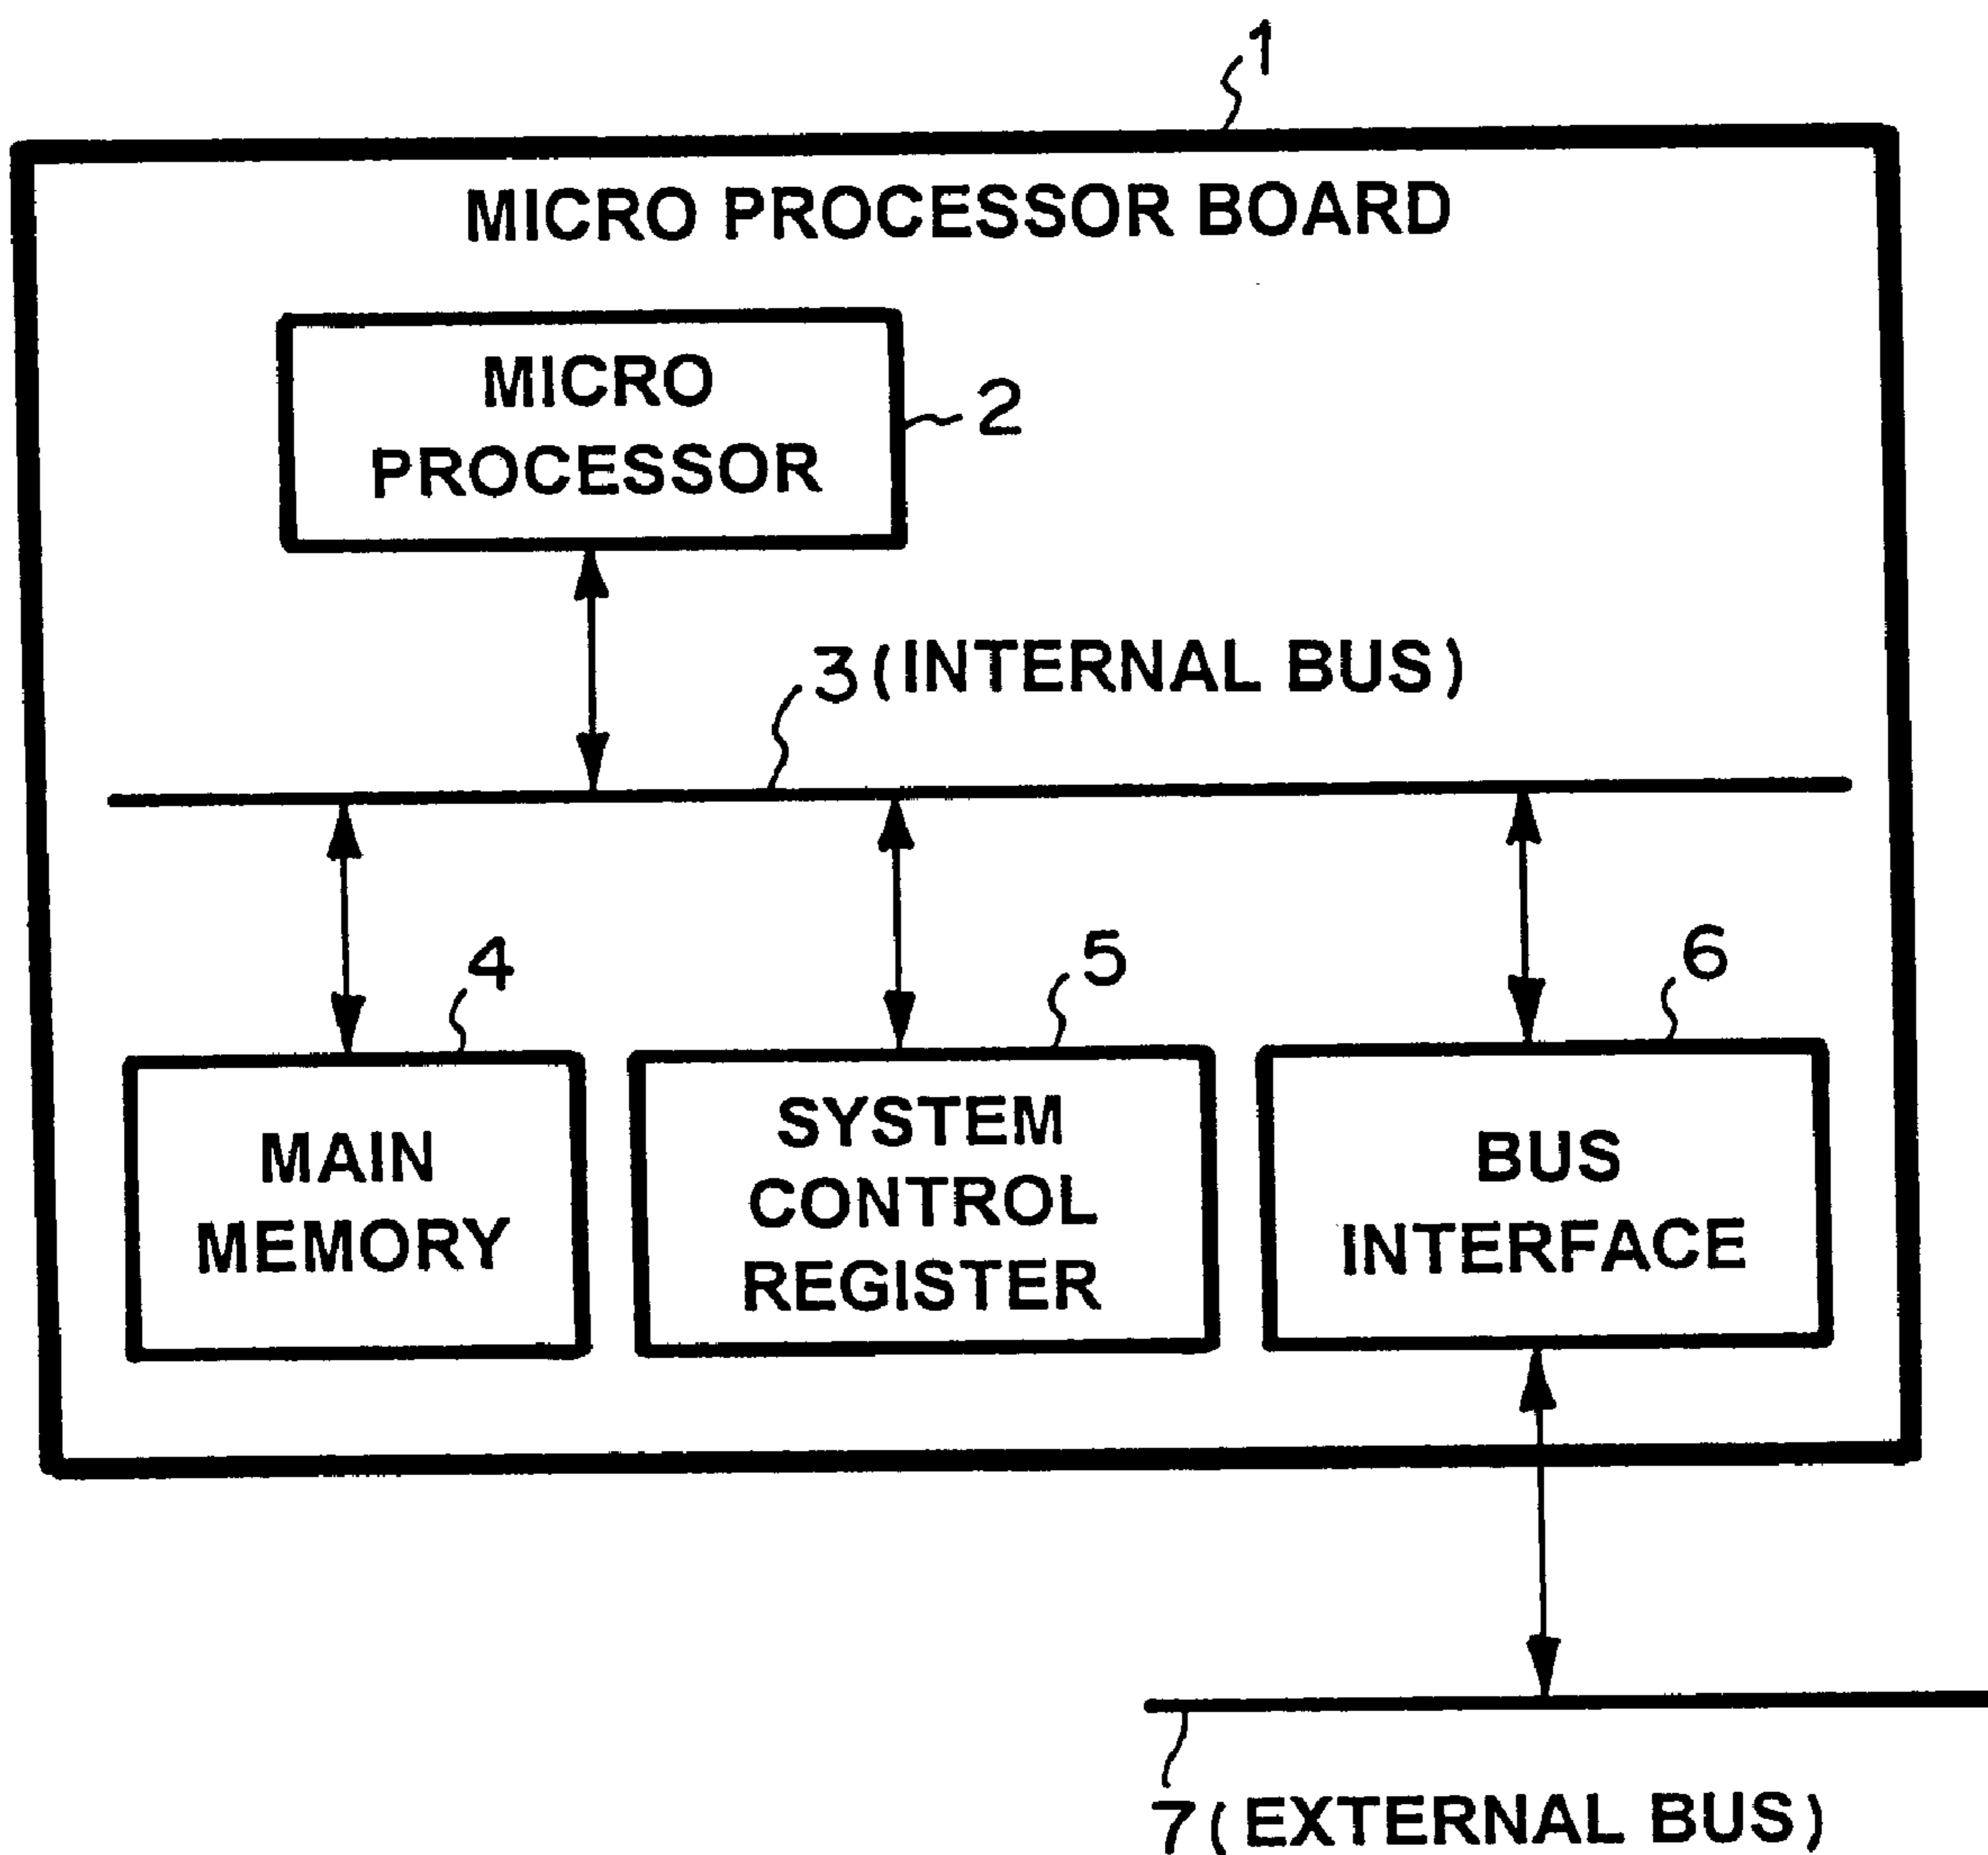 1
MICRO PROCESSOR BOARD
MICRO
PROCESSOR
2
3 (INTERNAL BUS)
4
5
6
MAIN
MEMORY
SYSTEM
CONTROL
REGISTER
BUS
INTERFACE
7 (EXTERNAL BUS)